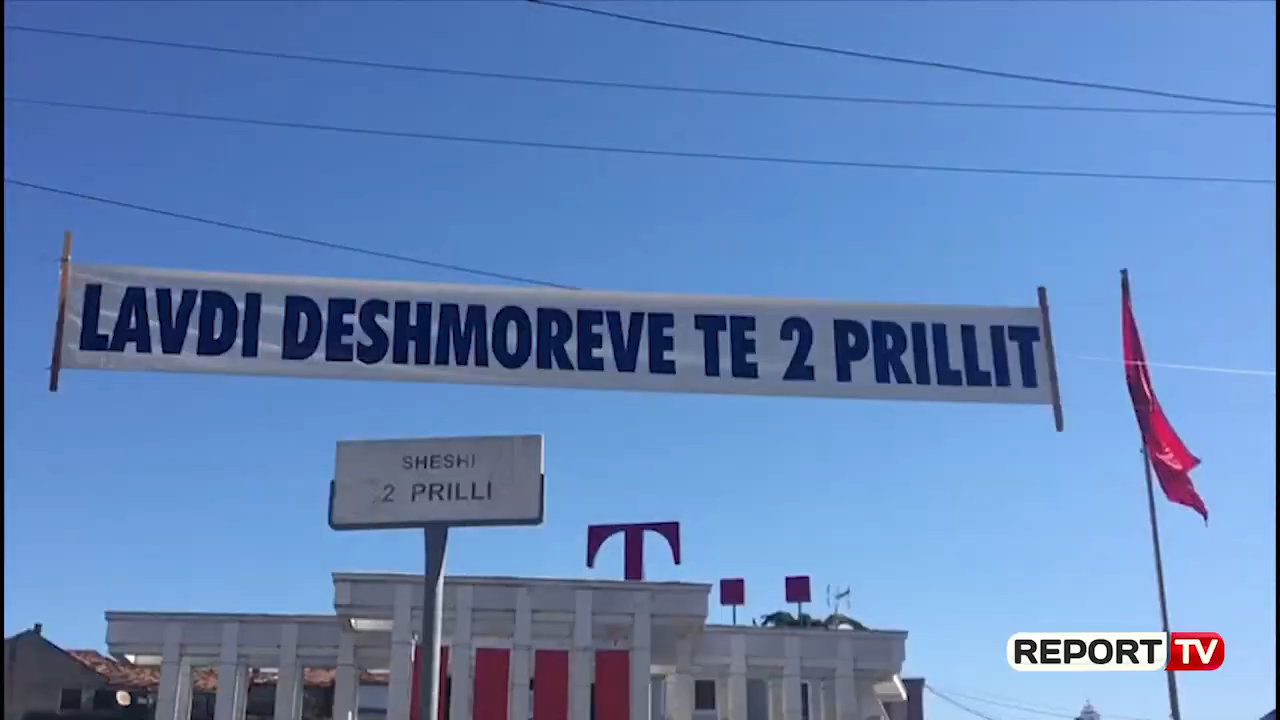 LAVDI DESHMOREVE TE 2 PRILLIT
SHESHI
2 PRILLI
T
REPORT TV